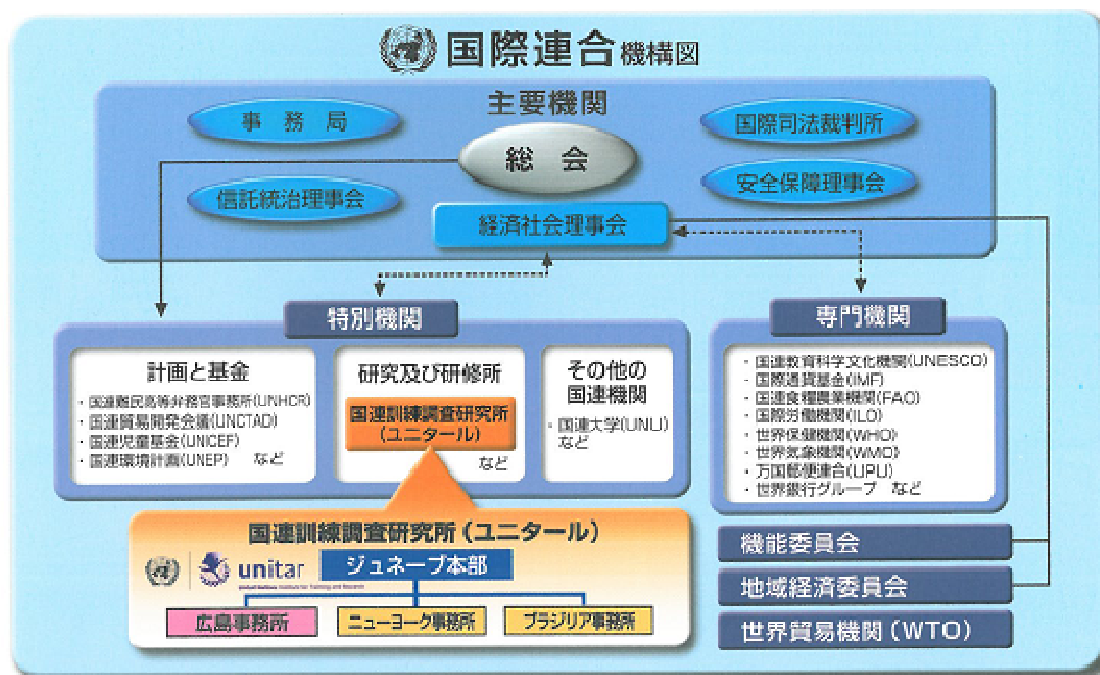 国際連合機構図
主要機関
事務局
国際司法裁判所
総会
信託統治理事会
安全保障理事会
経済社会理事会
特別機関
専門機関
計画と基金
・国連難民高等弁務官事務所(UNHCR)
・国連貿易開発会議(UNCTAD)
・国連児童基金(UNICEF)
・国連環境計画(UNEP) など
研究及び研修所
国連訓練調査研究所
(ユニタール)
など
その他の
国連機関
・国連大学(UNU)
など
・国連教育科学文化機関(UNESCO)
・国際通貨基金(IMF)
・国連食糧農業機関(FAO)
・国際労働機関(ILO)
・世界保健機関(WHO)
・世界気象機関(WMO)
・万国郵便連合(UPU)
・世界銀行グループ など
国連訓練調査研究所(ユニタール)
unitar
United Nations Institute for Training and Research
ジュネーブ本部
広島事務所
ニューヨーク事務所
ブラジリア事務所
機能委員会
地域経済委員会
世界貿易機関(WTO)